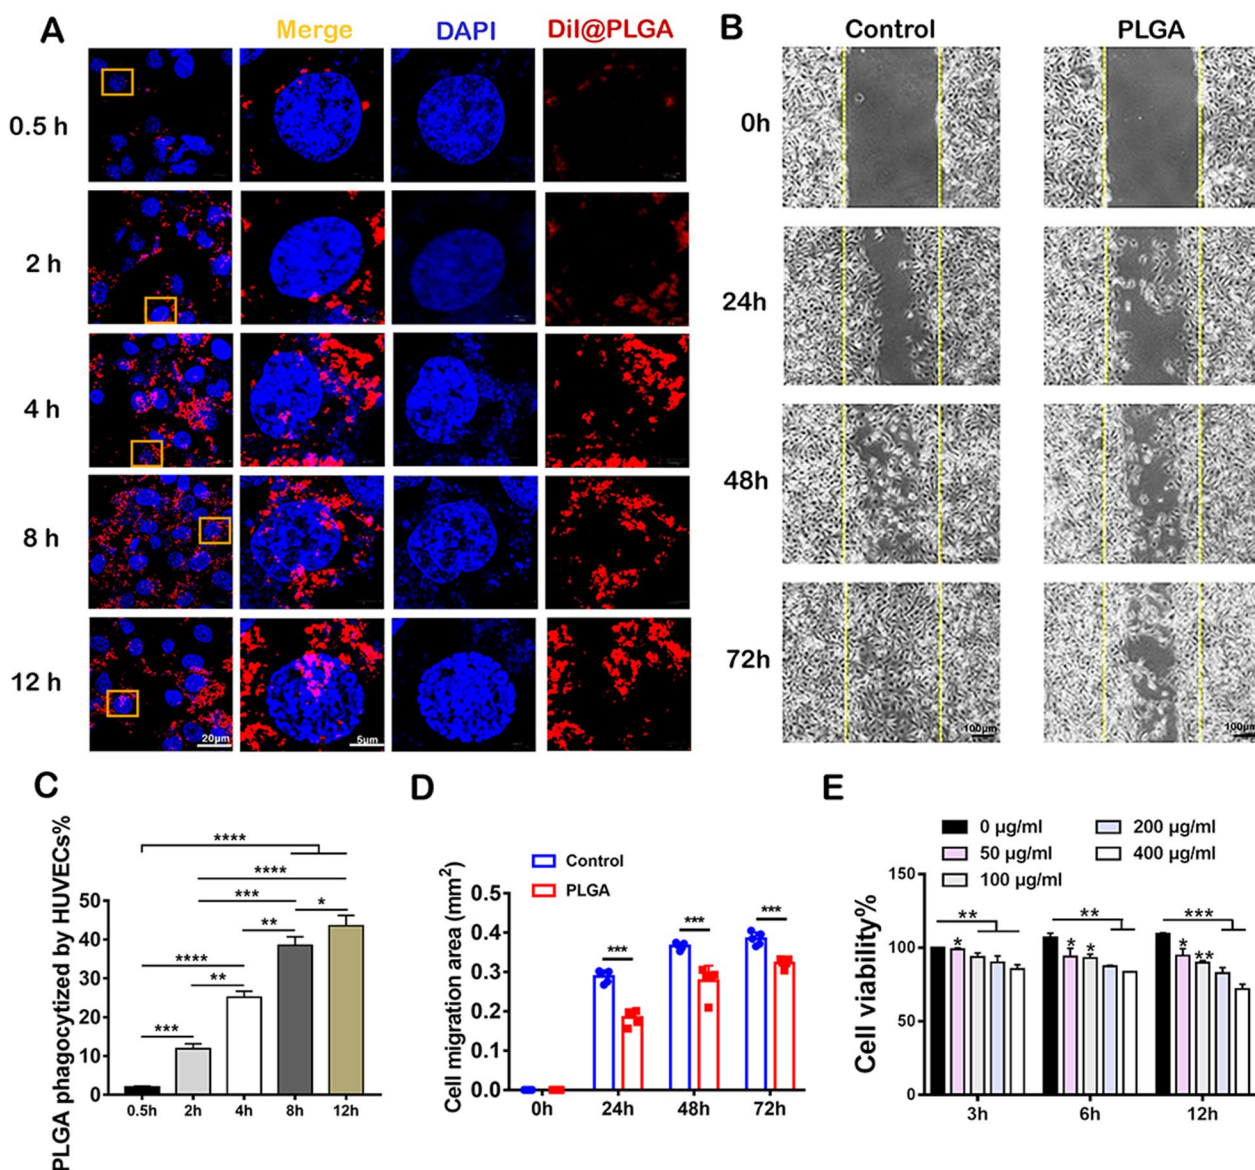 A
Merge
DAPI
Dil@PLGA
0.5 h
2 h
4 h
8 h
12 h
20μm
5μm
B
Control
PLGA
0h
24h
48h
72h
100μm
100μm
C
PLGA phagocytized by HUVECs%
50
40
30
20
10
0
0.5h
2h
4h
8h
12h
****
****
*** *
**
****
**
***
D
Control
PLGA
Cell migration area (mm²)
0.5
0.4
0.3
0.2
0.1
0.0
0h
24h
48h
72h
***
***
***
E
0 μg/ml
50 μg/ml
100 μg/ml
200 μg/ml
400 μg/ml
Cell viability%
150
100
50
0
3h
6h
12h
**
*
**
*
*
***
*
**